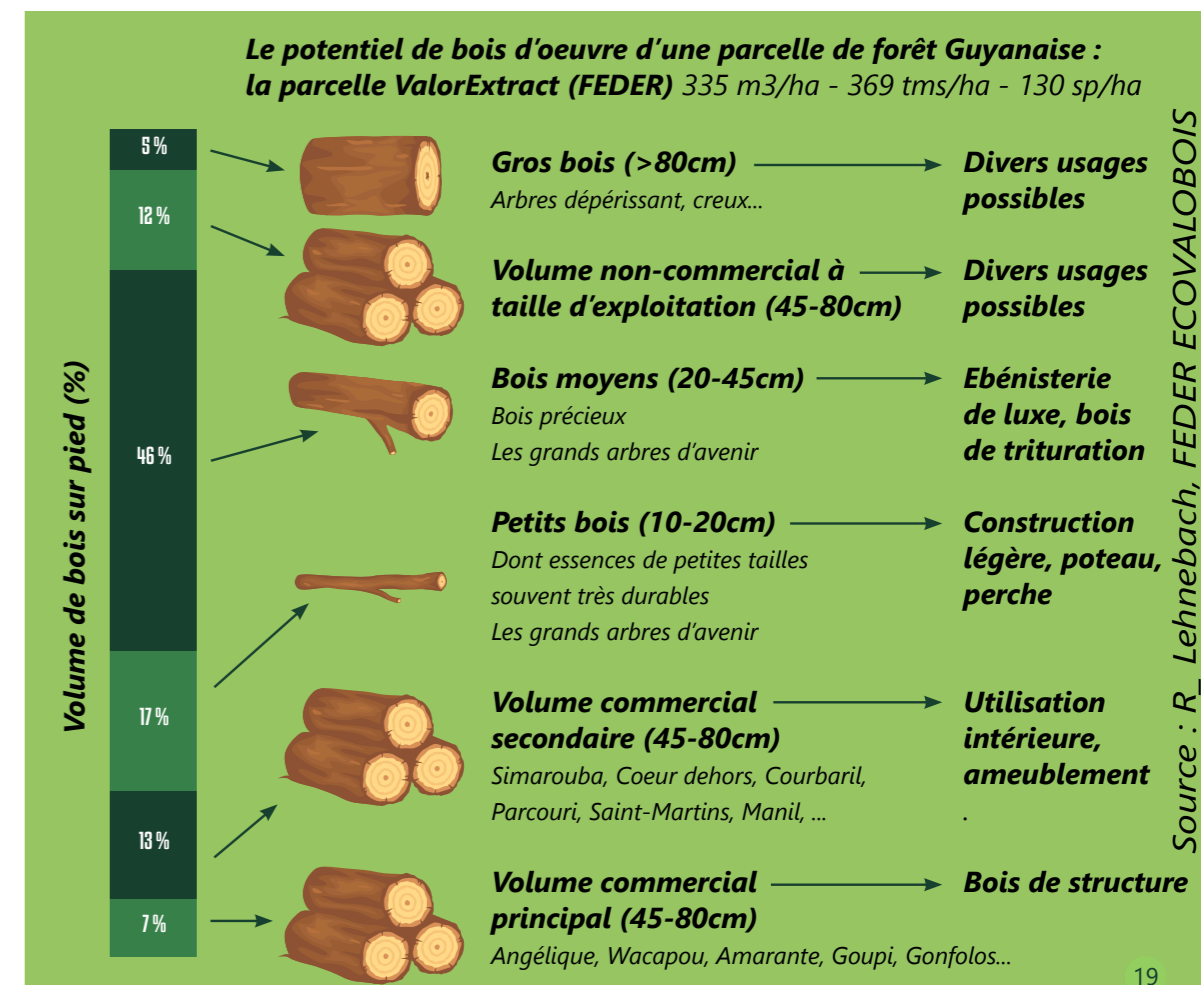 Le potentiel de bois d'oeuvre d'une parcelle de forêt Guyanaise :
la parcelle ValorExtract (FEDER) 335 m3/ha - 369 tms/ha - 130 sp/ha
Volume de bois sur pied (%)
5 %
12 %
46 %
17 %
13 %
7 %
Gros bois (>80cm)
Arbres dépérissant, creux...
Divers usages
possibles
Volume non-commercial à
taille d'exploitation (45-80cm)
Divers usages
possibles
Bois moyens (20-45cm)
Bois précieux
Les grands arbres d'avenir
Ebénisterie
de luxe, bois
de trituration
Petits bois (10-20cm)
Dont essences de petites tailles
souvent très durables
Les grands arbres d'avenir
Construction
légère, poteau,
perche
Volume commercial
secondaire (45-80cm)
Simarouba, Coeur dehors, Courbaril,
Parcouri, Saint-Martins, Manil, ...
Utilisation
intérieure,
ameublement
.
Volume commercial
principal (45-80cm)
Angélique, Wacapou, Amarante, Goupi, Gonfolos...
Bois de structure
Source : R_ Lehnebach, FEDER ECOVALOBOIS
19